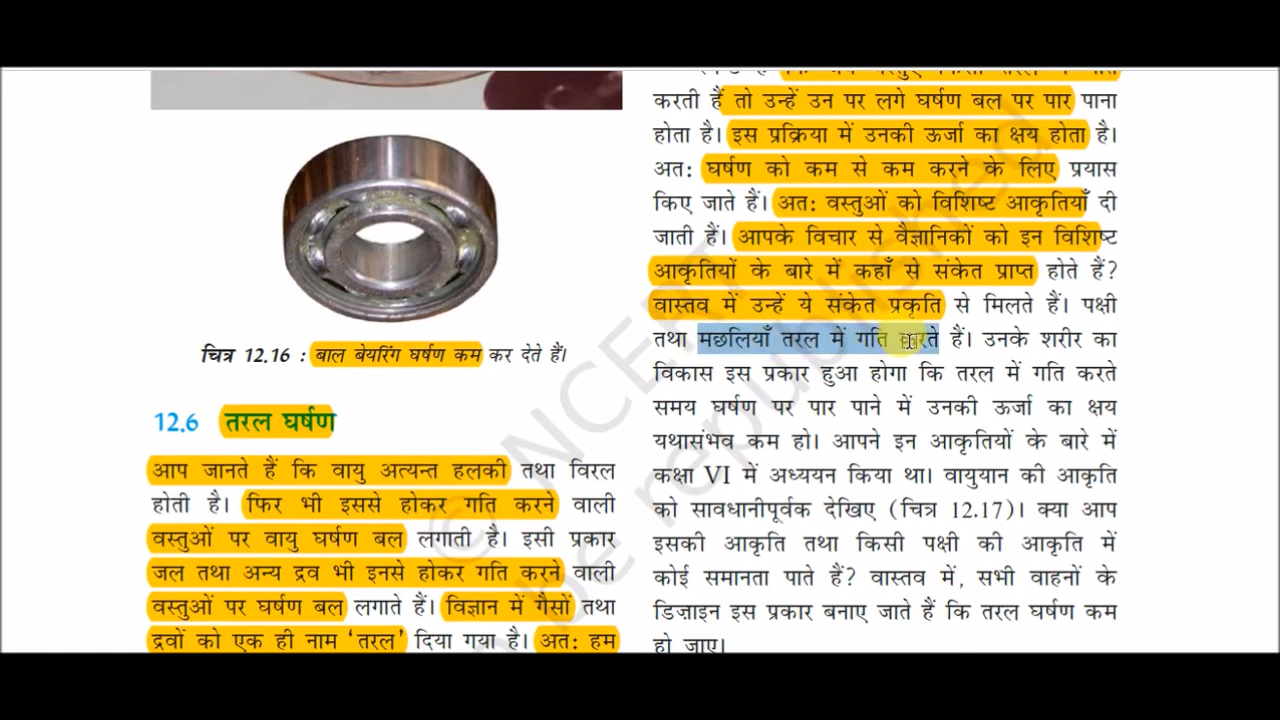 चित्र 12.16 : बाल बेयरिंग घर्षण कम कर देते हैं।
12.6 तरल घर्षण
आप जानते हैं कि वायु अत्यन्त हलकी तथा विरल
होती है। फिर भी इससे होकर गति करने वाली
वस्तुओं पर वायु घर्षण बल लगाती है। इसी प्रकार
जल तथा अन्य द्रव भी इनसे होकर गति करने वाली
वस्तुओं पर घर्षण बल लगाते हैं। विज्ञान में गैसों तथा
द्रवों को एक ही नाम ‘तरल’ दिया गया है। अतः हम
करती हैं तो उन्हें उन पर लगे घर्षण बल पर पार पाना
होता है। इस प्रक्रिया में उनकी ऊर्जा का क्षय होता है।
अतः घर्षण को कम से कम करने के लिए प्रयास
किए जाते हैं। अतः वस्तुओं को विशिष्ट आकृतियाँ दी
जाती हैं। आपके विचार से वैज्ञानिकों को इन विशिष्ट
आकृतियों के बारे में कहाँ से संकेत प्राप्त होते हैं?
वास्तव में उन्हें ये संकेत प्रकृति से मिलते हैं। पक्षी
तथा मछलियाँ तरल में गति करते हैं। उनके शरीर का
विकास इस प्रकार हुआ होगा कि तरल में गति करते
समय घर्षण पर पार पाने में उनकी ऊर्जा का क्षय
यथासंभव कम हो। आपने इन आकृतियों के बारे में
कक्षा VI में अध्ययन किया था। वायुयान की आकृति
को सावधानीपूर्वक देखिए (चित्र 12.17)। क्या आप
इसकी आकृति तथा किसी पक्षी की आकृति में
कोई समानता पाते हैं? वास्तव में, सभी वाहनों के
डिज़ाइन इस प्रकार बनाए जाते हैं कि तरल घर्षण कम
हो जाए।
© NCERT
be republished